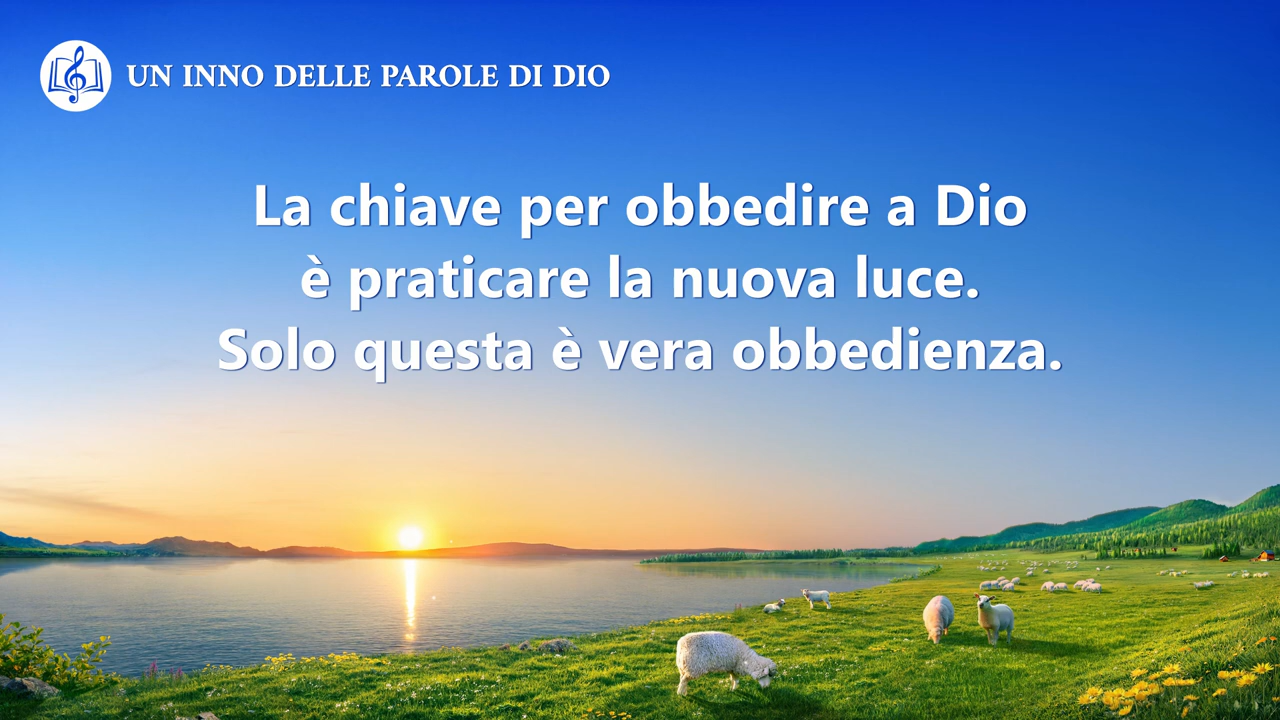 UN INNO DELLE PAROLE DI DIO
La chiave per obbedire a Dio
è praticare la nuova luce.
Solo questa è vera obbedienza.